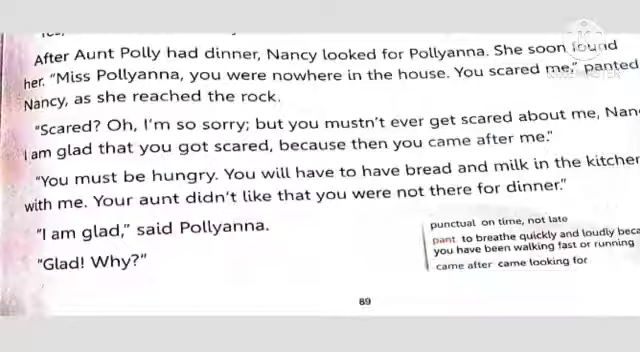 After Aunt Polly had dinner, Nancy looked for Pollyanna. She soon found
her. "Miss Pollyanna, you were nowhere in the house. You scared me," panted
Nancy, as she reached the rock.
"Scared? Oh, I'm so sorry; but you mustn't ever get scared about me, Nan
I am glad that you got scared, because then you came after me."
"You must be hungry. You will have to have bread and milk in the kitchen
with me. Your aunt didn't like that you were not there for dinner."
"I am glad," said Pollyanna.
"Glad! Why?"
punctual on time, not late
pant to breathe quickly and loudly beca
you have been walking fast or running
came after came looking for
89